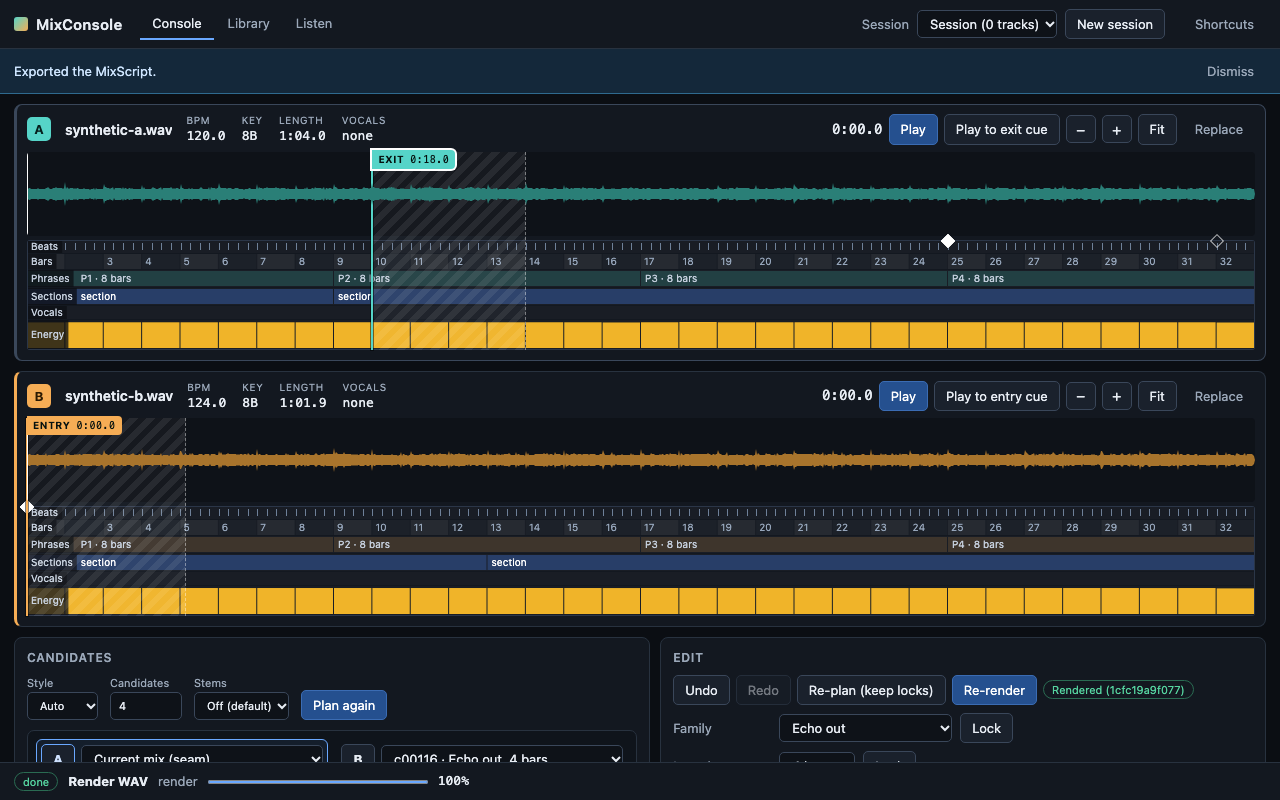 MixConsole Console Library Listen Session Session (0 tracks) New session Shortcuts
Exported the MixScript. Dismiss
A synthetic-a.wav BPM 120.0 KEY 8B LENGTH 1:04.0 VOCALS none 0:00.0 Play Play to exit cue − + Fit Replace
EXIT 0:18.0
Beats
Bars 3 4 5 6 7 8 9 10 11 12 13 14 15 16 17 18 19 20 21 22 23 24 25 26 27 28 29 30 31 32
Phrases P1 · 8 bars P2 · 8 bars P3 · 8 bars P4 · 8 bars
Sections section section
Vocals
Energy
B synthetic-b.wav BPM 124.0 KEY 8B LENGTH 1:01.9 VOCALS none 0:00.0 Play Play to entry cue − + Fit Replace
ENTRY 0:00.0
Beats
Bars 3 4 5 6 7 8 9 10 11 12 13 14 15 16 17 18 19 20 21 22 23 24 25 26 27 28 29 30 31 32
Phrases P1 · 8 bars P2 · 8 bars P3 · 8 bars P4 · 8 bars
Sections section section
Vocals
Energy
CANDIDATES
Style Candidates Stems
Auto 4 Off (default) Plan again
A Current mix (seam) B c00116 · Echo out, 4 bars
EDIT
Undo Redo Re-plan (keep locks) Re-render Rendered (1cfc19a9f077)
Family Echo out Lock
done Render WAV render 100%